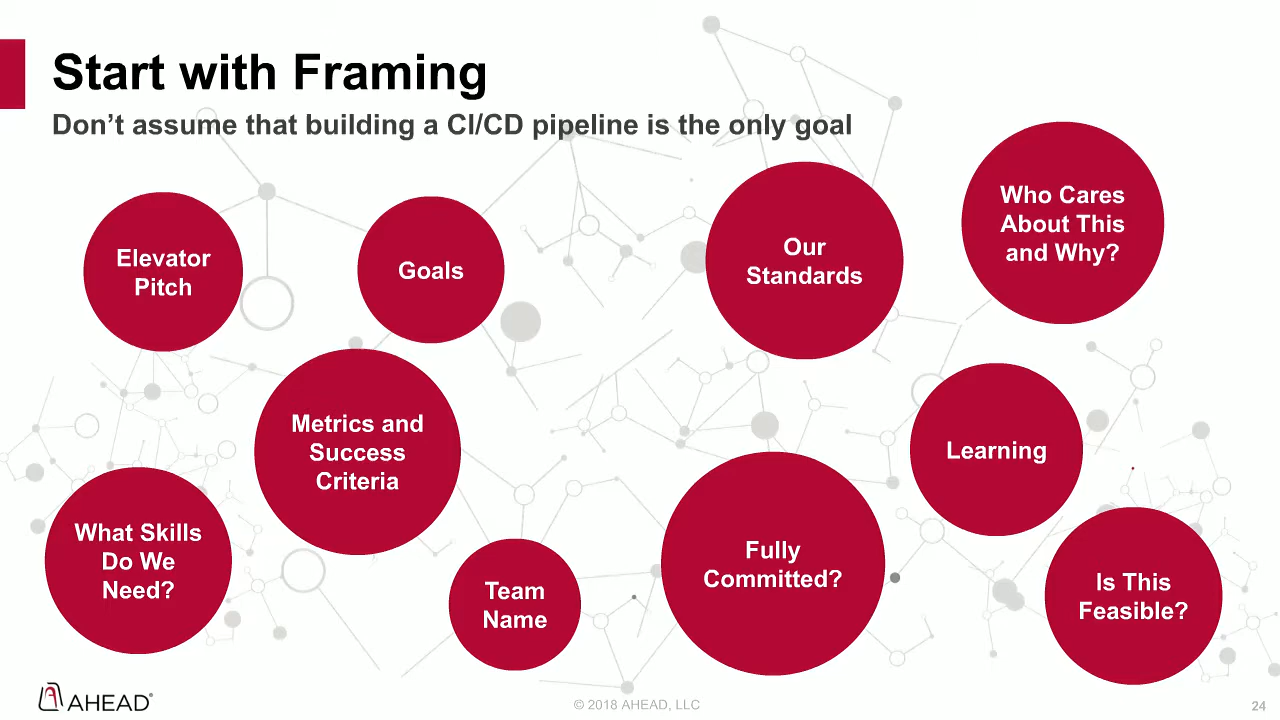 Start with Framing
Don't assume that building a CI/CD pipeline is the only goal
Elevator
Pitch
Goals
Our
Standards
Who Cares
About This
and Why?
Metrics and
Success
Criteria
Learning
What Skills
Do We
Need?
Team
Name
Fully
Committed?
Is This
Feasible?
AHEAD®
© 2018 AHEAD, LLC
24